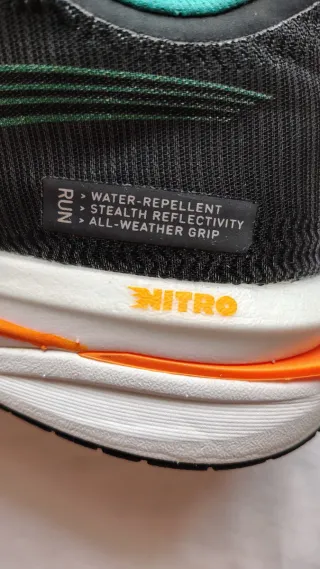 RUN
> WATER-REPELLENT
> STEALTH REFLECTIVITY
> ALL-WEATHER GRIP
NITRO